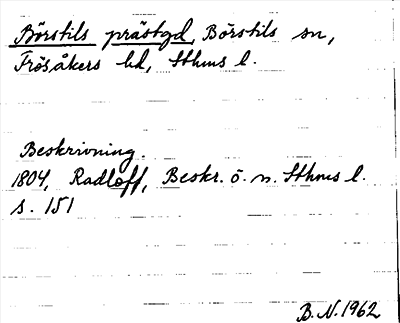 Börstils prästgd, Börstils sn,
Frösåkers hd, Sthms l.
Beskrivning.
1804, Radloff, Beskr. ö. n. Sthms l.
s. 151
B.N.1962